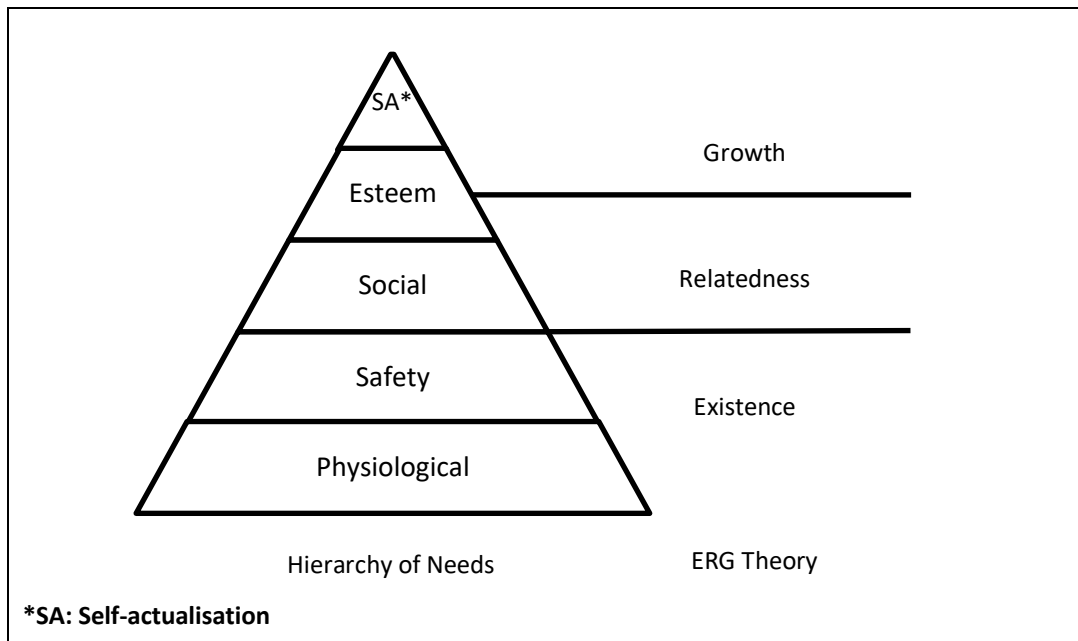 SA*
Growth
Esteem
Social
Relatedness
Safety
Existence
Physiological
Hierarchy of Needs
ERG Theory
*SA: Self-actualisation